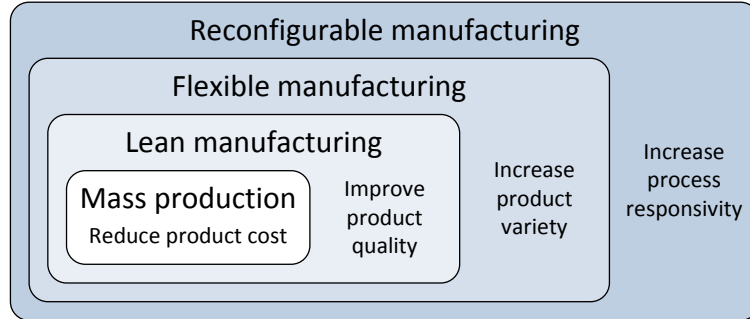 Reconfigurable manufacturing
Flexible manufacturing
Lean manufacturing
Mass production
Reduce product cost
Improve
product
quality
Increase
product
variety
Increase
process
responsivity